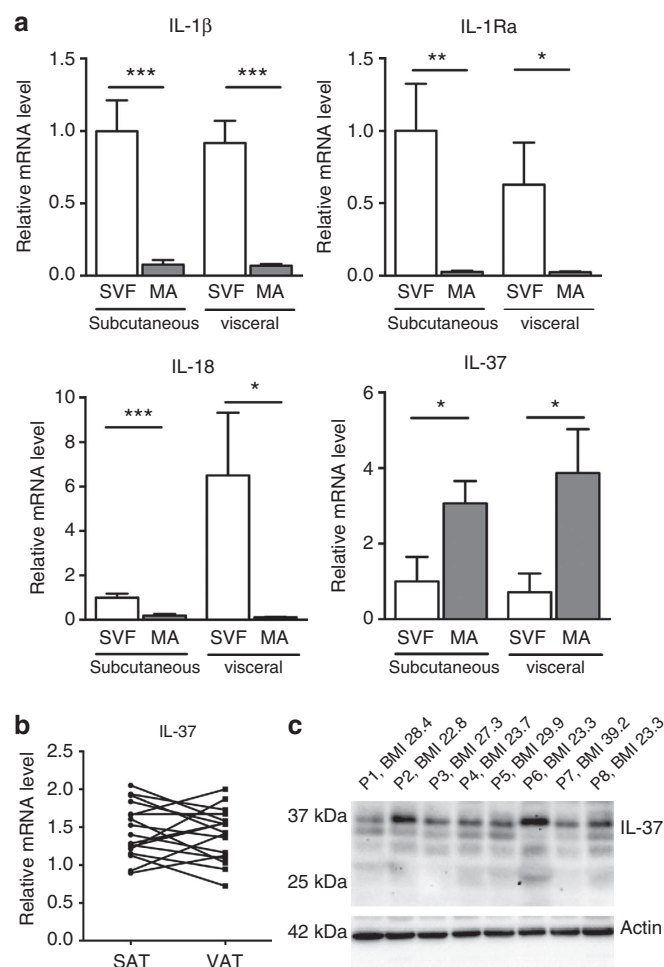 a
IL-1β
Relative mRNA level
1.5
1.0
0.5
0.0
***
***
SVF MA SVF MA
Subcutaneous visceral
IL-1Ra
Relative mRNA level
1.5
1.0
0.5
0.0
**
*
SVF MA SVF MA
Subcutaneous visceral
IL-18
Relative mRNA level
10
8
6
4
2
0
***
*
SVF MA SVF MA
Subcutaneous visceral
IL-37
Relative mRNA level
6
4
2
0
*
*
SVF MA SVF MA
Subcutaneous visceral
b
IL-37
Relative mRNA level
2.5
2.0
1.5
1.0
0.5
0.0
SAT VAT
c
P1, BMI 28.4
P2, BMI 22.8
P3, BMI 27.3
P4, BMI 23.7
P5, BMI 29.9
P6, BMI 23.3
P7, BMI 39.2
P8, BMI 23.3
37 kDa
IL-37
25 kDa
42 kDa
Actin